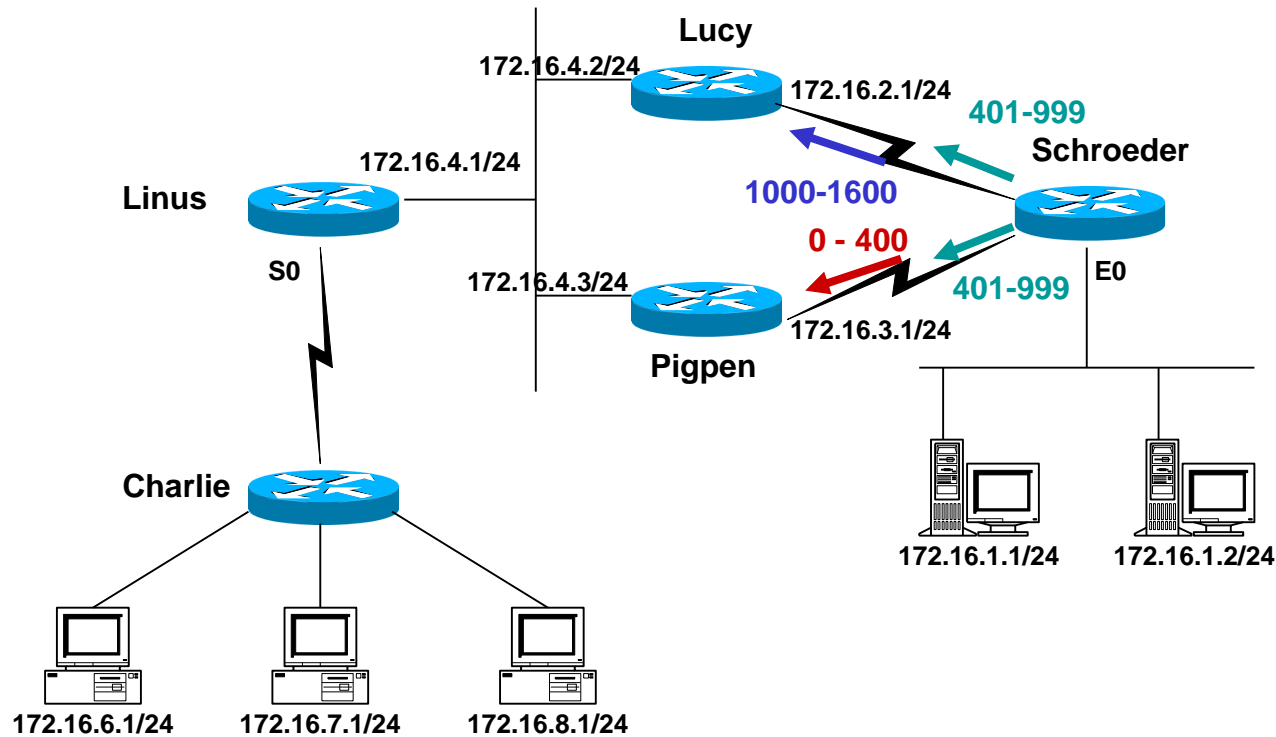 Lucy
172.16.4.2/24
172.16.2.1/24
401-999
Schroeder
172.16.4.1/24
Linus
1000-1600
0 - 400
S0
172.16.4.3/24
401-999
E0
172.16.3.1/24
Pigpen
Charlie
172.16.1.1/24
172.16.1.2/24
172.16.6.1/24
172.16.7.1/24
172.16.8.1/24